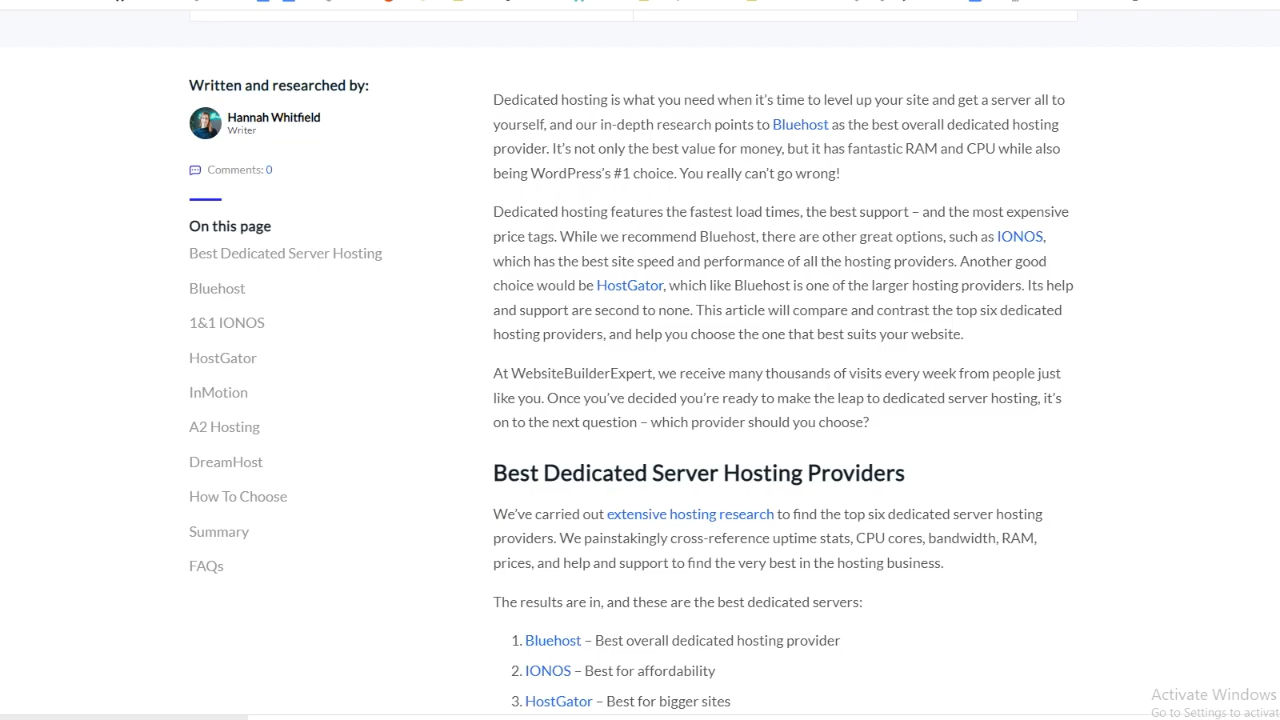 Written and researched by:
Hannah Whitfield
Writer
Comments: 0
On this page
Best Dedicated Server Hosting
Bluehost
1&1 IONOS
HostGator
InMotion
A2 Hosting
DreamHost
How To Choose
Summary
FAQs
Dedicated hosting is what you need when it's time to level up your site and get a server all to
yourself, and our in-depth research points to Bluehost as the best overall dedicated hosting
provider. It's not only the best value for money, but it has fantastic RAM and CPU while also
being WordPress's #1 choice. You really can't go wrong!
Dedicated hosting features the fastest load times, the best support – and the most expensive
price tags. While we recommend Bluehost, there are other great options, such as IONOS,
which has the best site speed and performance of all the hosting providers. Another good
choice would be HostGator, which like Bluehost is one of the larger hosting providers. Its help
and support are second to none. This article will compare and contrast the top six dedicated
hosting providers, and help you choose the one that best suits your website.
At WebsiteBuilderExpert, we receive many thousands of visits every week from people just
like you. Once you've decided you're ready to make the leap to dedicated server hosting, it's
on to the next question – which provider should you choose?
Best Dedicated Server Hosting Providers
We've carried out extensive hosting research to find the top six dedicated server hosting
providers. We painstakingly cross-reference uptime stats, CPU cores, bandwidth, RAM,
prices, and help and support to find the very best in the hosting business.
The results are in, and these are the best dedicated servers:
1. Bluehost – Best overall dedicated hosting provider
2. IONOS – Best for affordability
3. HostGator – Best for bigger sites
Activate Windows
Go to Settings to activat